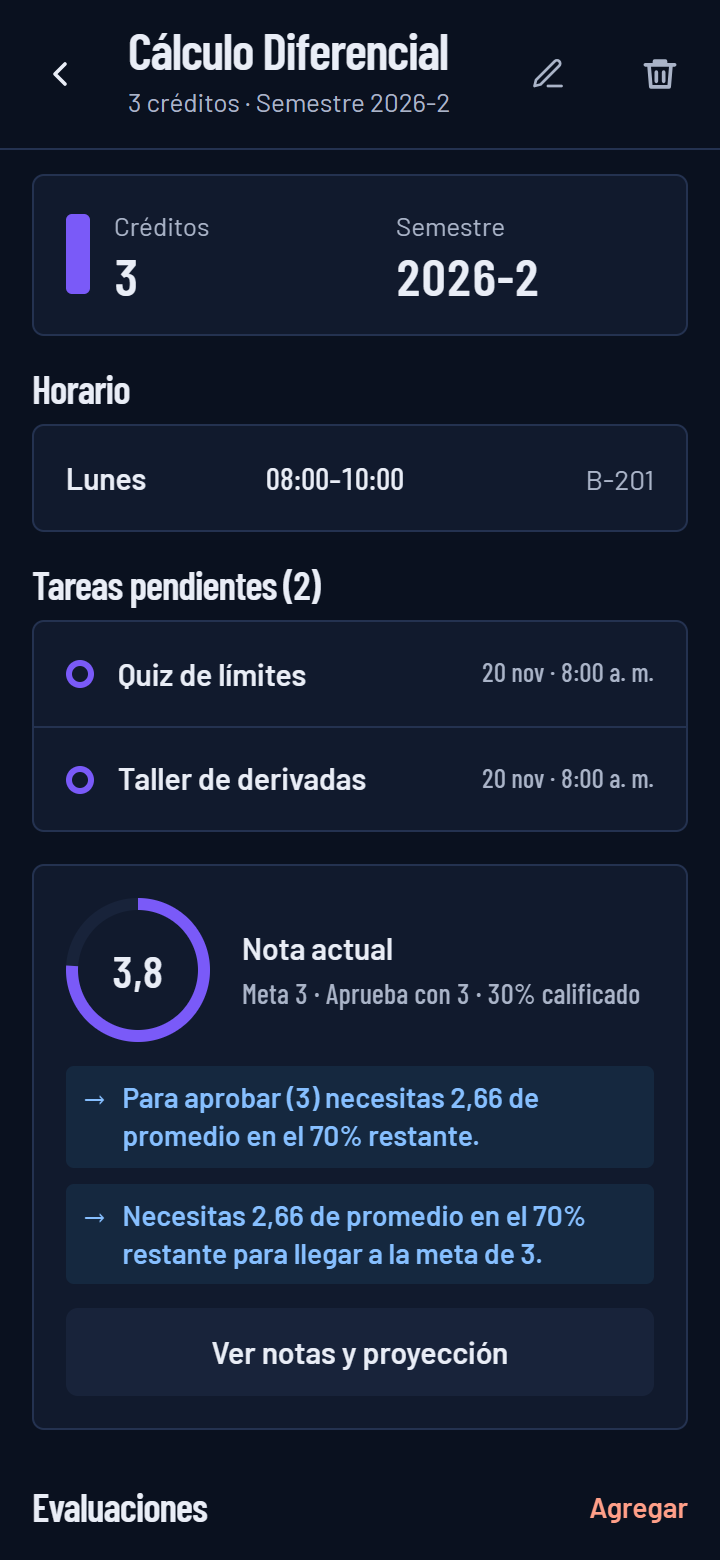 Cálculo Diferencial
3 créditos · Semestre 2026-2
Créditos
3
Semestre
2026-2
Horario
Lunes 08:00–10:00 B-201
Tareas pendientes (2)
Quiz de límites 20 nov · 8:00 a. m.
Taller de derivadas 20 nov · 8:00 a. m.
3,8
Nota actual
Meta 3 · Aprueba con 3 · 30% calificado
→ Para aprobar (3) necesitas 2,66 de
promedio en el 70% restante.
→ Necesitas 2,66 de promedio en el 70%
restante para llegar a la meta de 3.
Ver notas y proyección
Evaluaciones Agregar